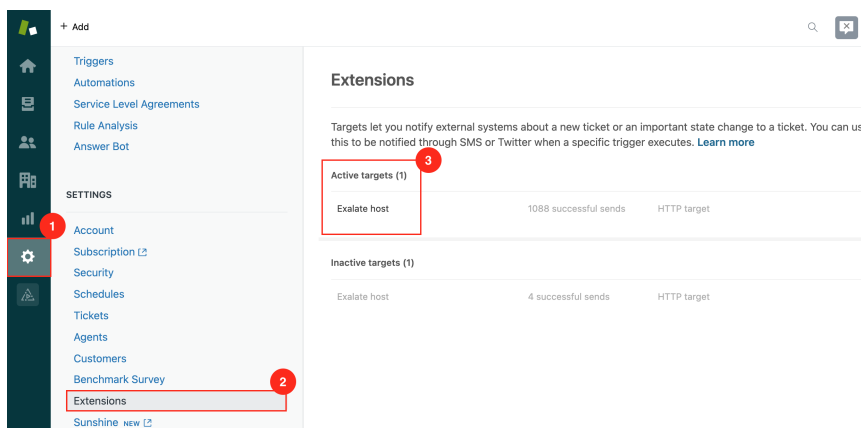 + Add
Triggers
Automations
Service Level Agreements
Rule Analysis
Answer Bot
SETTINGS
1
Account
Subscription
Security
Schedules
Tickets
Agents
Customers
Benchmark Survey
2
Extensions
Sunshine NEW
Extensions
Targets let you notify external systems about a new ticket or an important state change to a ticket. You can us
this to be notified through SMS or Twitter when a specific trigger executes. Learn more
3
Active targets (1)
Exalate host 1088 successful sends HTTP target
Inactive targets (1)
Exalate host 4 successful sends HTTP target